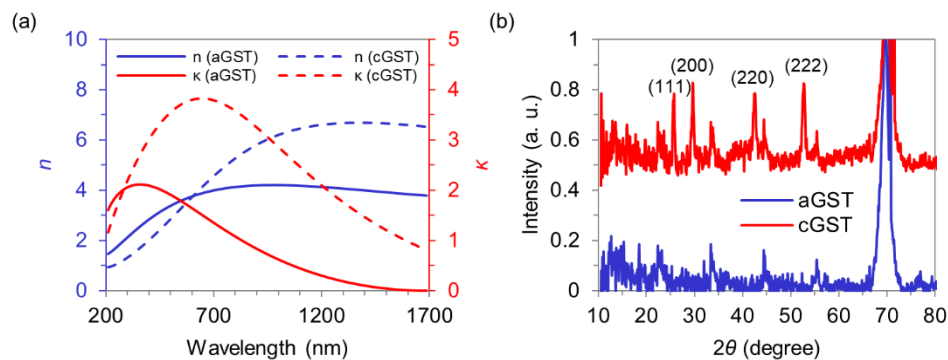 (a)
10
8
6
4
2
0
n
n (aGST)
n (cGST)
κ (aGST)
κ (cGST)
5
4
3
2
1
0
κ
200
700
1200
1700
Wavelength (nm)
(b)
1
0.8
0.6
0.4
0.2
0
Intensity (a. u.)
(111)
(200)
(220)
(222)
aGST
cGST
10 20 30 40 50 60 70 80
2θ (degree)